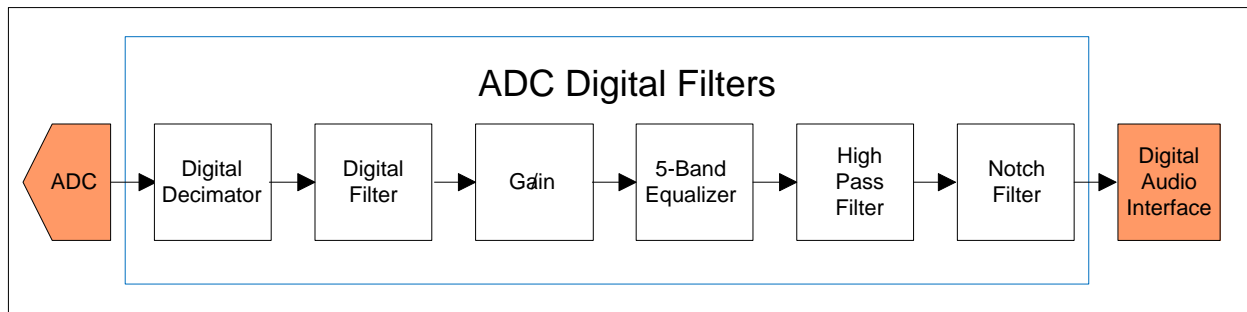 ADC Digital Filters
ADC
Digital
Decimator
Digital
Filter
Gain
5-Band
Equalizer
High
Pass
Filter
Notch
Filter
Digital
Audio
Interface